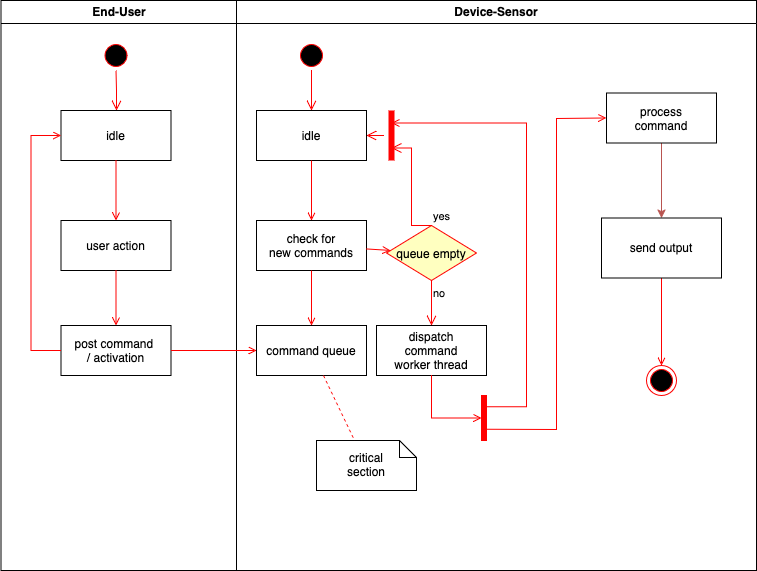 End-User
Device-Sensor
idle
user action
post command
/ activation
idle
check for
new commands
yes
queue empty
no
command queue
dispatch
command
worker thread
critical
section
process
command
send output